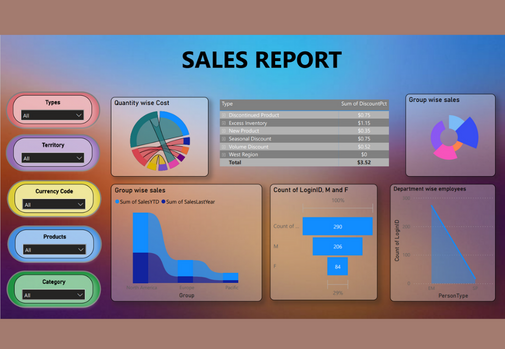 SALES REPORT
Types
All
Territory
All
Currency Code
All
Products
All
Category
All
Quantity wise Cost
Type Sum of DiscountPct
Discontinued Product $0.75
Excess Inventory $1.15
New Product $0.35
Seasonal Discount $0.75
Volume Discount $0.52
West Region $0
Total $3.52
Group wise sales
Group wise sales
Sum of SalesYTD Sum of SalesLastYear
Group
Count of LoginID, M and F
100%
Count of ... 290
M 206
F 84
29%
Department wise employees
Count of LoginID
PersonType